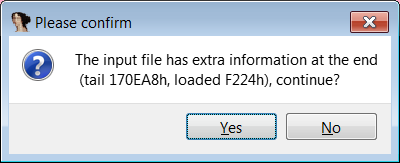 Please confirm
The input file has extra information at the end
(tail 170EA8h, loaded F224h), continue?
Yes
No